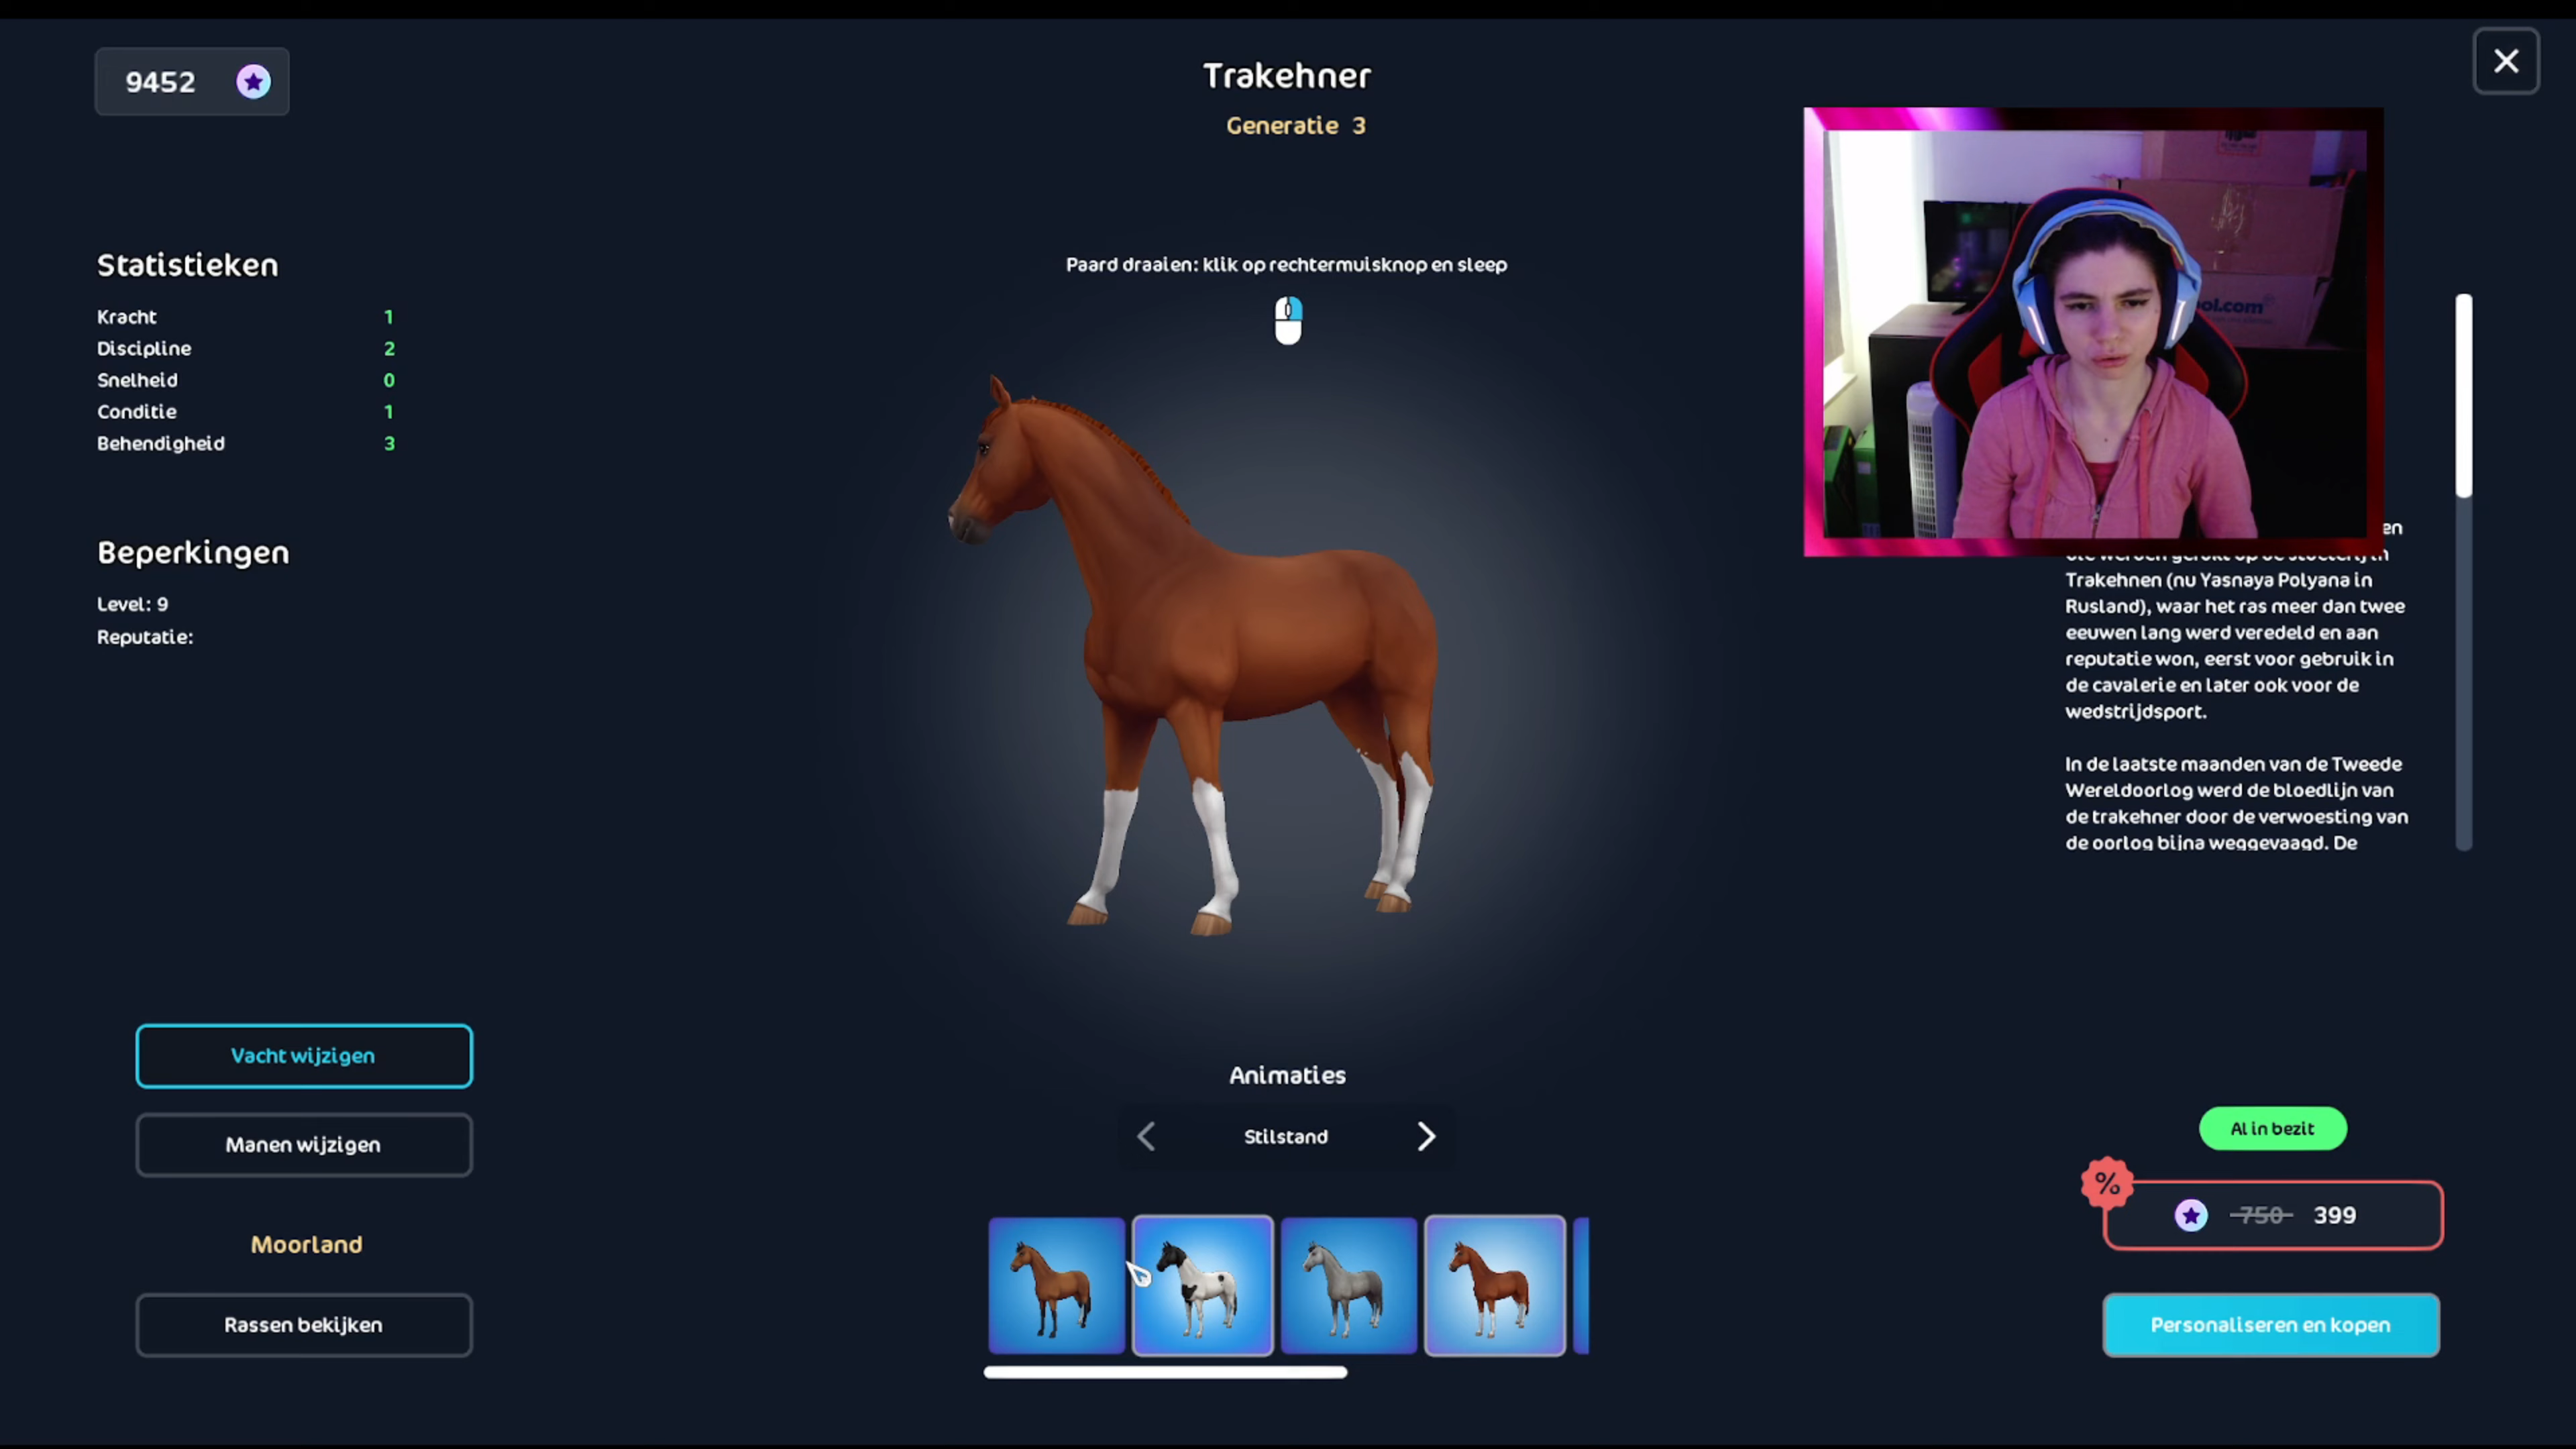 9452
Trakehner
Generatie 3
Statistieken
Kracht 1
Discipline 2
Snelheid 0
Conditie 1
Behendigheid 3
Beperkingen
Level: 9
Reputatie:
Paard draaien: klik op rechtermuisknop en sleep
ol.com
en
Trakehnen (nu Yasnaya Polyana in
Rusland), waar het ras meer dan twee
eeuwen lang werd veredeld en aan
reputatie won, eerst voor gebruik in
de cavalerie en later ook voor de
wedstrijdsport.
In de laatste maanden van de Tweede
Wereldoorlog werd de bloedlijn van
de trakehner door de verwoesting van
de oorlog bijna weggevaagd. De
Vacht wijzigen
Manen wijzigen
Moorland
Rassen bekijken
Animaties
Stilstand
Al in bezit
%
750 399
Personaliseren en kopen